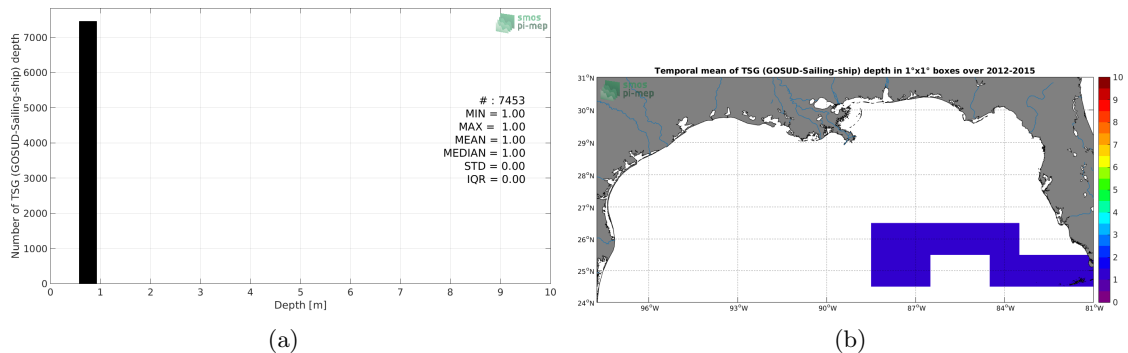 smos
pi-mep
7000
6000
5000
4000
3000
2000
1000
0
Number of TSG (GOSUD-Sailing-ship) depth
# : 7453
MIN = 1.00
MAX = 1.00
MEAN = 1.00
MEDIAN = 1.00
STD = 0.00
IQR = 0.00
0 1 2 3 4 5 6 7 8 9 10
Depth [m]
(a)
Temporal mean of TSG (GOSUD-Sailing-ship) depth in 1°x1° boxes over 2012-2015
smos
pi-mep
31°N
30°N
29°N
28°N
27°N
26°N
25°N
24°N
96°W 93°W 90°W 87°W 84°W 81°W
10
9
8
7
6
5
4
3
2
1
0
(b)